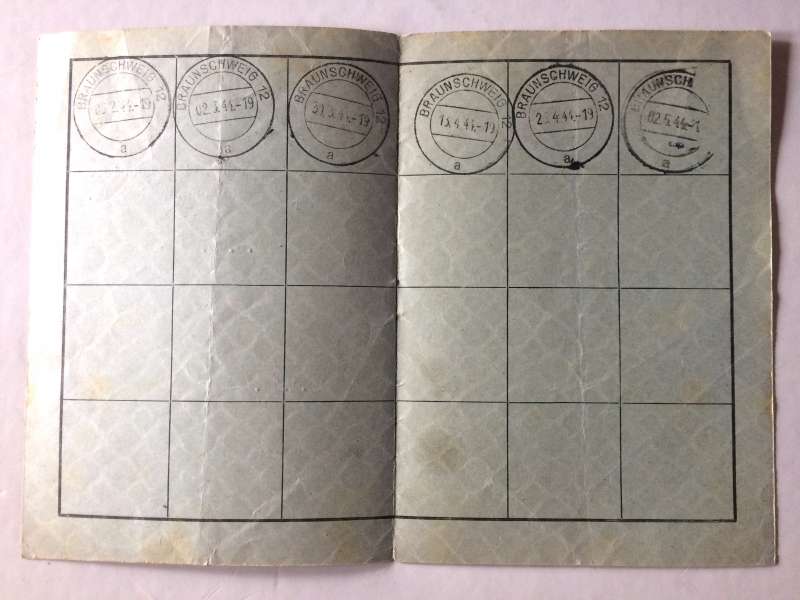 BRAUNSCHWEIG 12
2.44.-19
a
BRAUNSCHWEIG 12
02.3.44.-19
a
BRAUNSCHWEIG 12
31.3.44.-19
a
BRAUNSCHWEIG 12
13.4.44.-19
a
BRAUNSCHWEIG 12
2 .4.44.-19
a
BRAUNSCH
02.5.44.-1
a